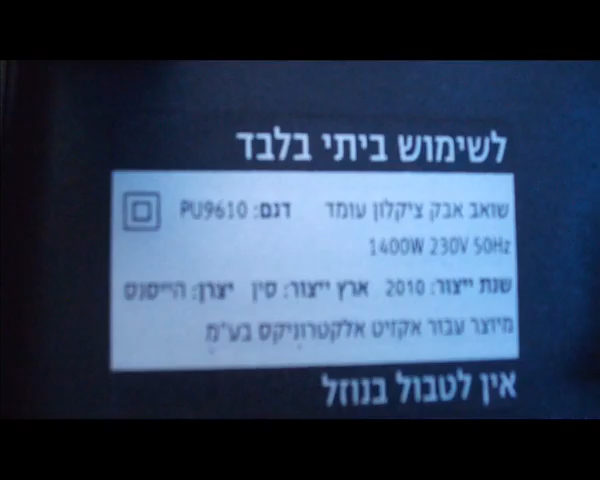 לשימוש ביתי בלבד
שואב אבק ציקלון עומד דגם: PU9610
1400W 230V 50Hz
שנת ייצור: 2010 ארץ ייצור: סין יצרן: הייסנס
מיוצר עבור אקזיט אלקטרוניקס בע"מ
אין לטבול בנוזל